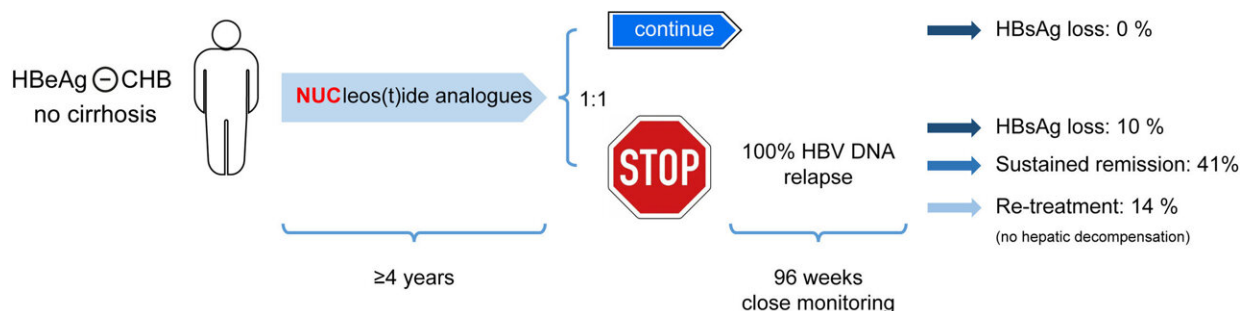 HBeAg ⊖ CHB
no cirrhosis
NUCleos(t)ide analogues
≥4 years
1:1
continue
STOP
100% HBV DNA
relapse
96 weeks
close monitoring
HBsAg loss: 0 %
HBsAg loss: 10 %
Sustained remission: 41%
Re-treatment: 14 %
(no hepatic decompensation)